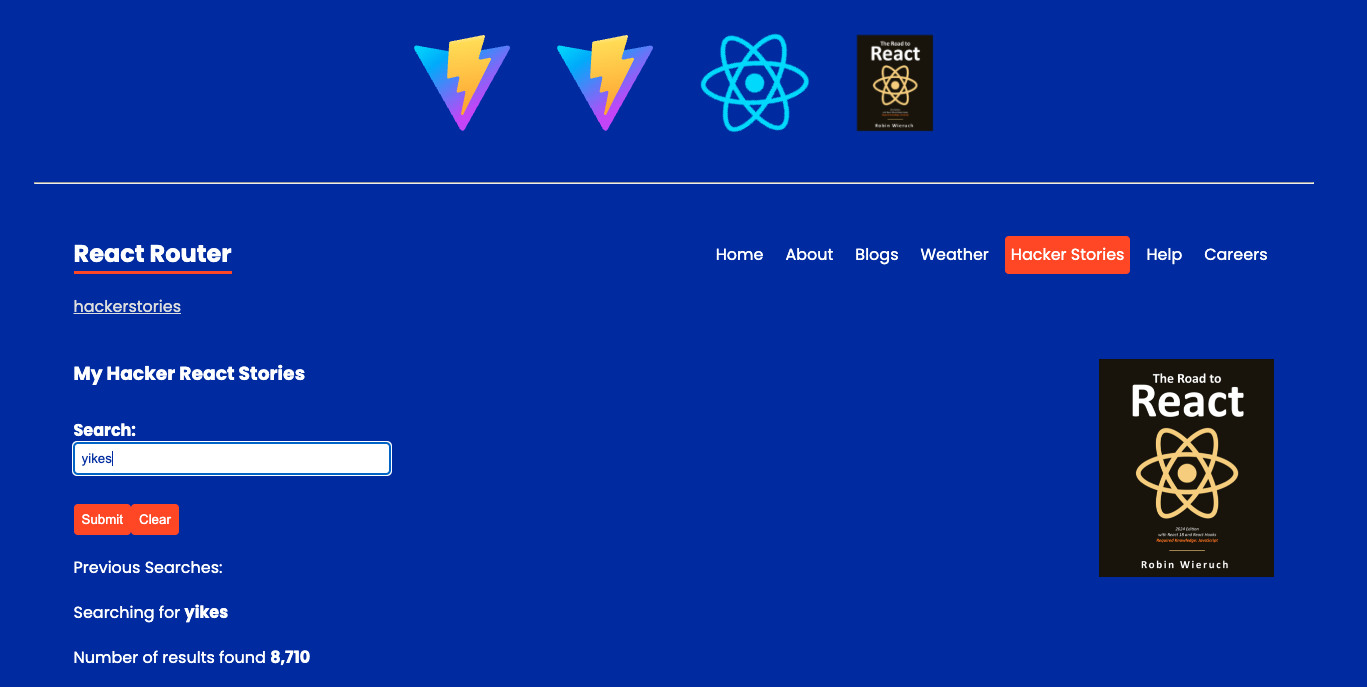 The Road to
React
Robin Wieruch
React Router
Home About Blogs Weather Hacker Stories Help Careers
hackerstories
My Hacker React Stories
The Road to
React
2024 Edition
with React 18 and React Hooks
Required Knowledge: JavaScript
Robin Wieruch
Search:
yikes
Submit Clear
Previous Searches:
Searching for yikes
Number of results found 8,710